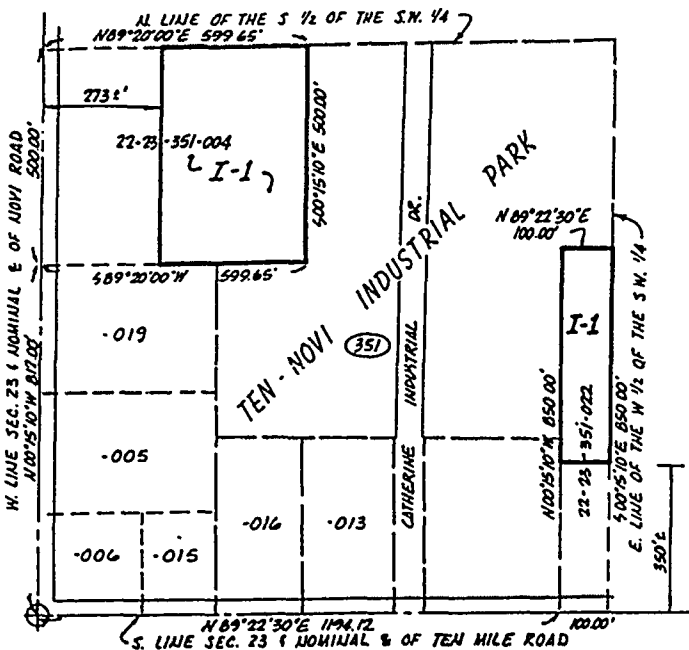 N. LINE OF THE S ½ OF THE S.W. ¼
N89°20'00"E 599.65'
273±'
22-23-351-004
I-1
S00°15'10"E 500.00'
500.00'
W. LINE SEC. 23 & NOMINAL ℄ OF NOVI ROAD
N00°15'10"W 817.00'
S89°20'00"W 599.65'
TEN-NOVI INDUSTRIAL PARK
351
CATHERINE INDUSTRIAL DR.
N89°22'30"E
100.00'
I-1
22-23-351-022
N00°15'10"W 850.00'
S00°15'10"E 850.00'
E. LINE OF THE W ½ OF THE S.W. ¼
350'±
-019
-005
-006
-015
-016
-013
N89°22'30"E 1194.12
100.00'
S. LINE SEC. 23 & NOMINAL ℄ OF TEN MILE ROAD